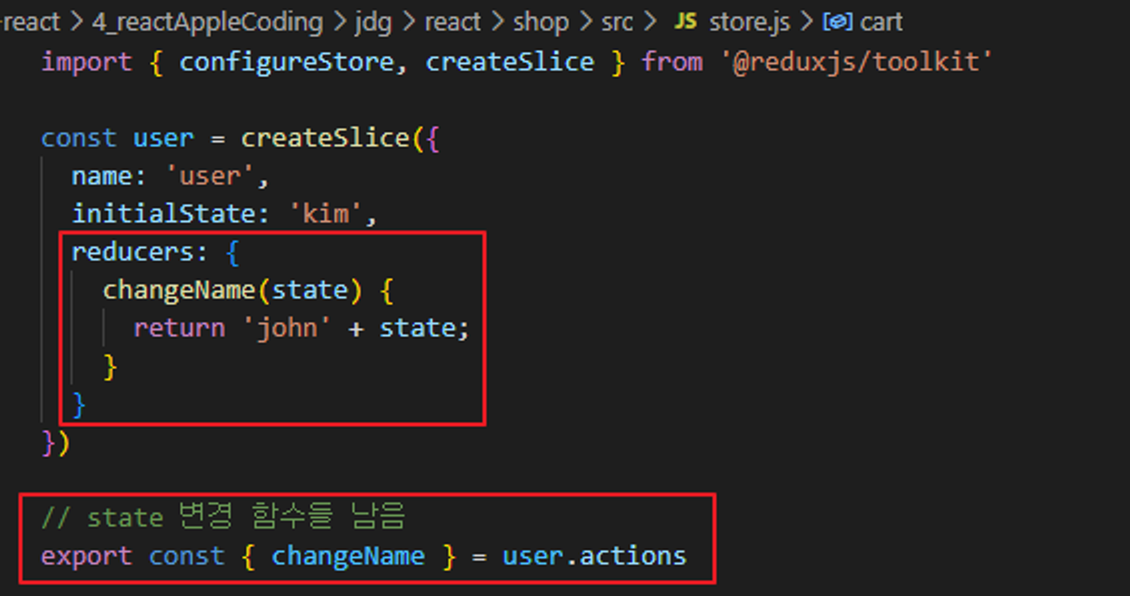 -react > 4_reactAppleCoding > jdg > react > shop > src > JS store.js > cart
import { configureStore, createSlice } from '@reduxjs/toolkit'
const user = createSlice({
name: 'user',
initialState: 'kim',
reducers: {
changeName(state) {
return 'john' + state;
}
}
})
// state 변경 함수들 남음
export const { changeName } = user.actions